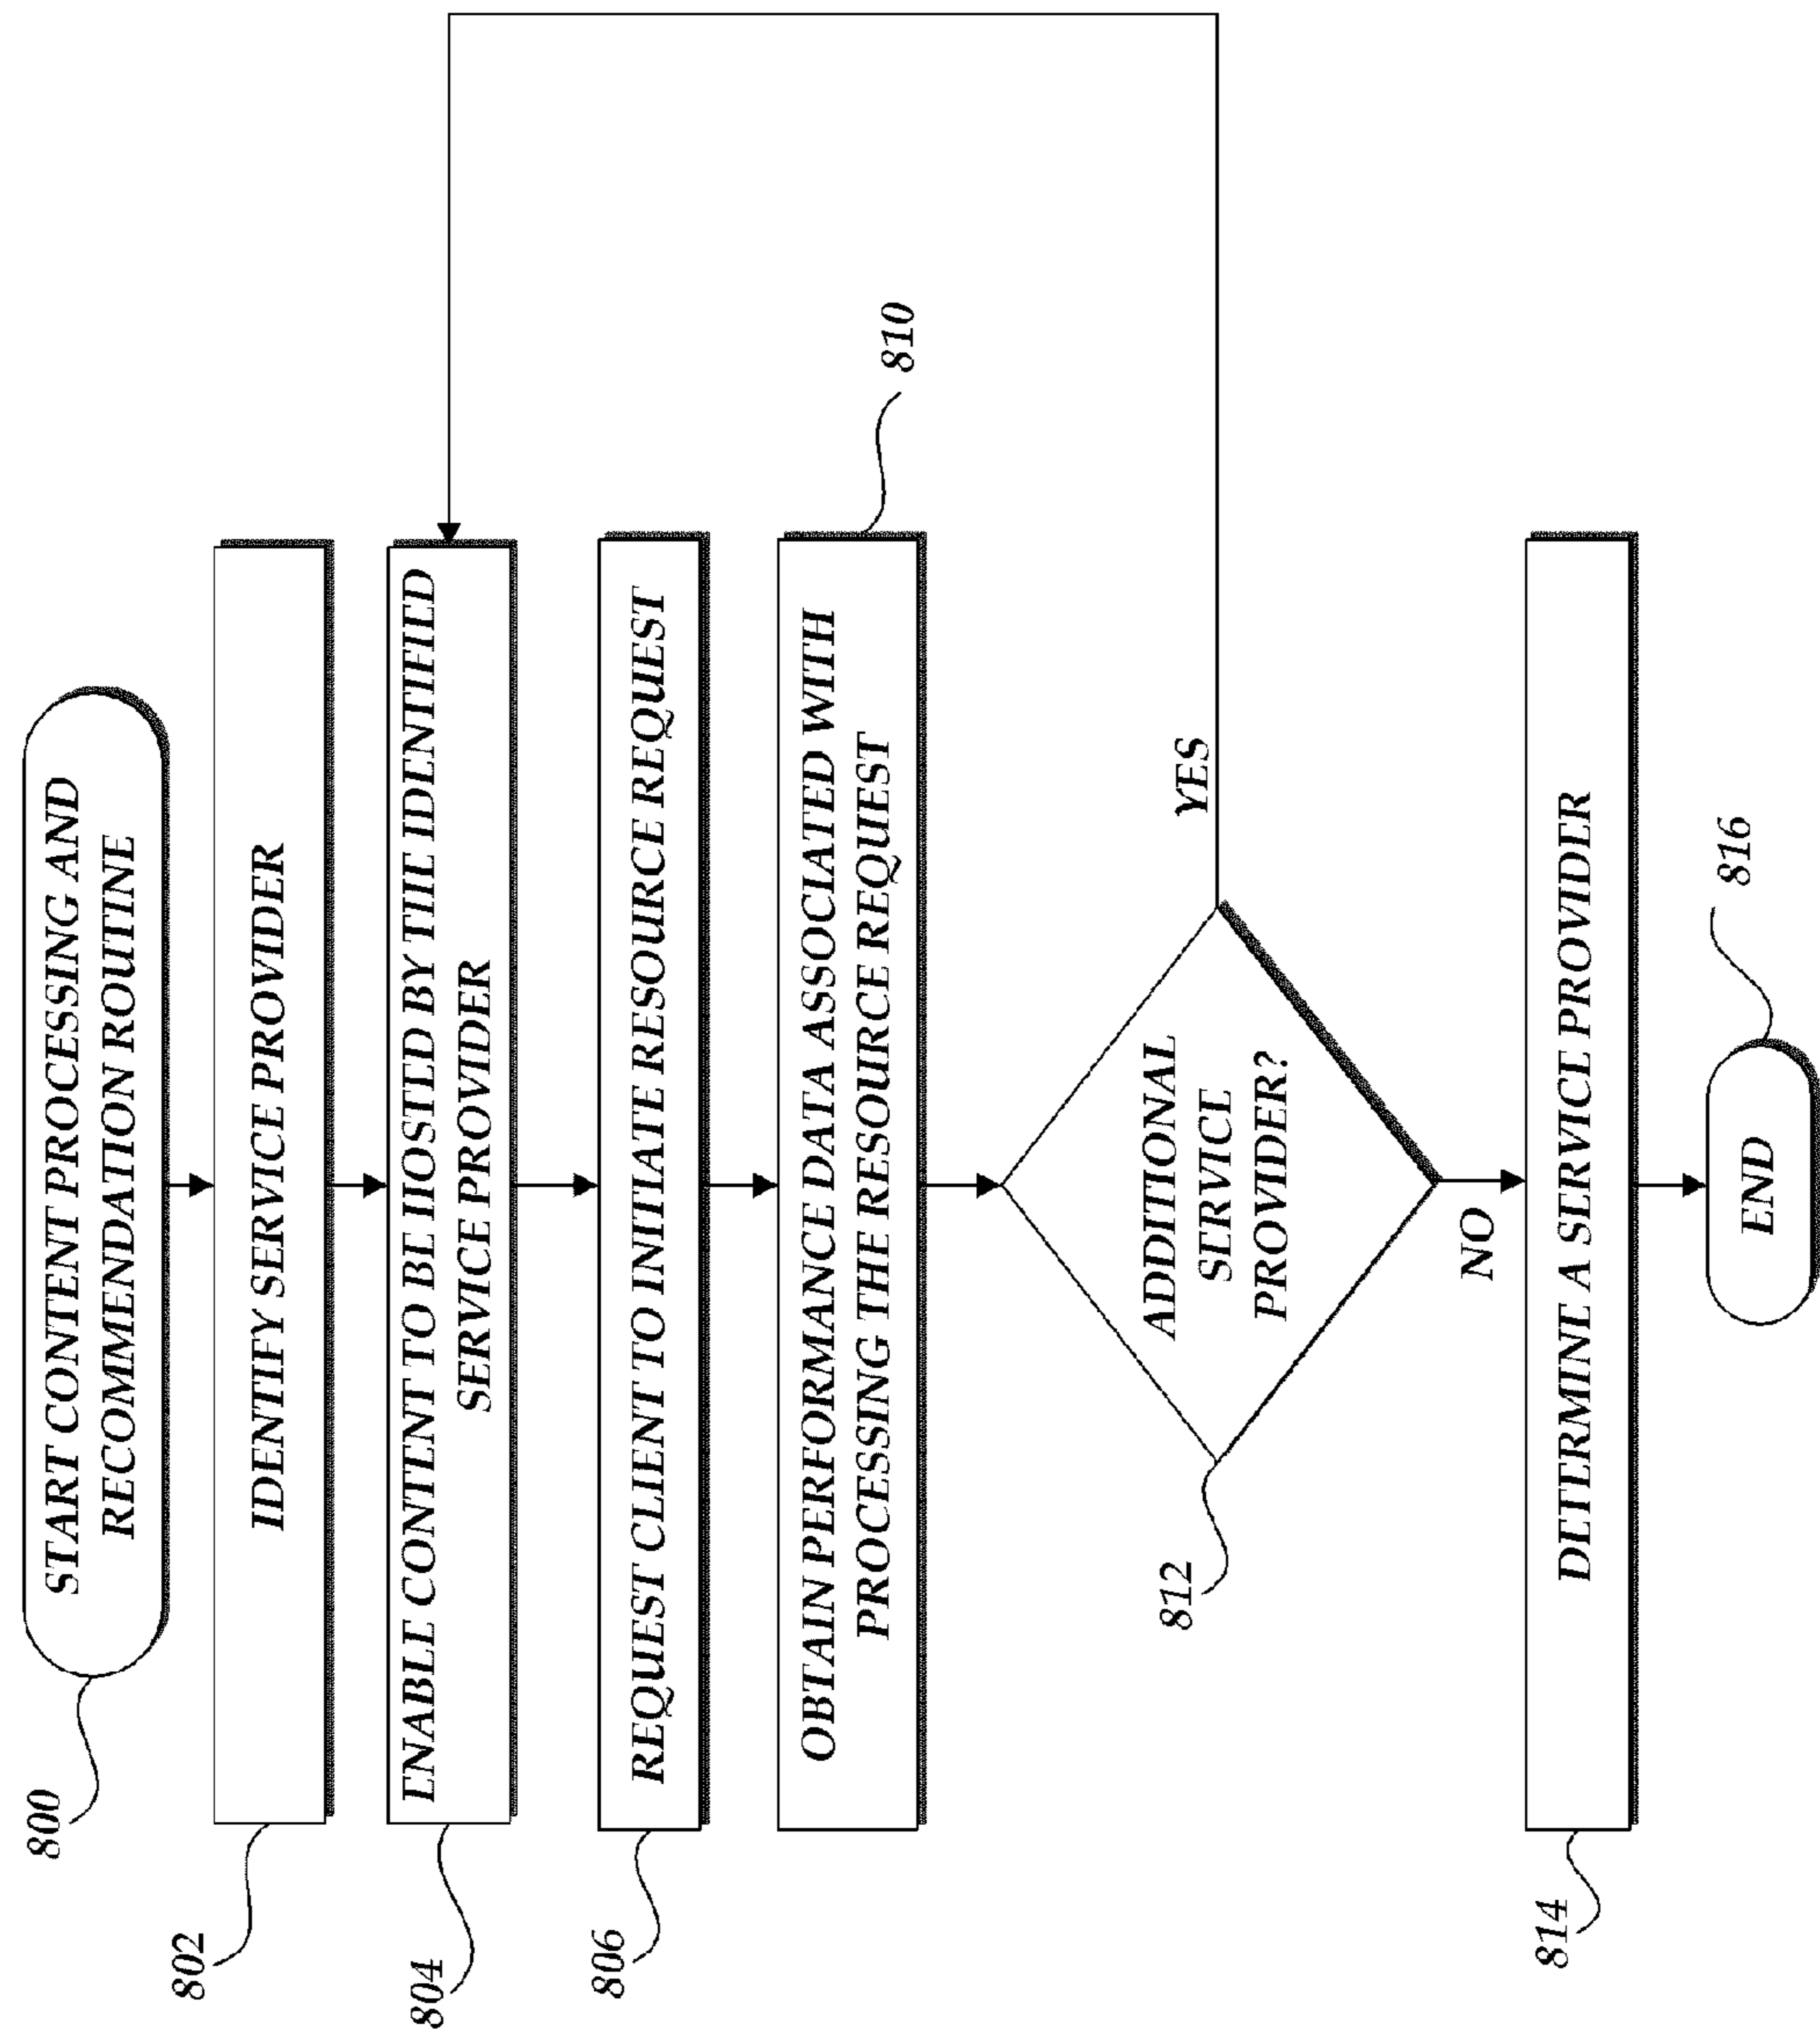 800
START CONTENT PROCESSING AND
RECOMMENDATION ROUTINE
802
IDENTIFY SERVICE PROVIDER
804
ENABLE CONTENT TO BE HOSTED BY THE IDENTIFIED
SERVICE PROVIDER
806
REQUEST CLIENT TO INITIATE RESOURCE REQUEST
810
OBTAIN PERFORMANCE DATA ASSOCIATED WITH
PROCESSING THE RESOURCE REQUEST
812
ADDITIONAL
SERVICE
PROVIDER?
YES
NO
814
DETERMINE A SERVICE PROVIDER
816
END